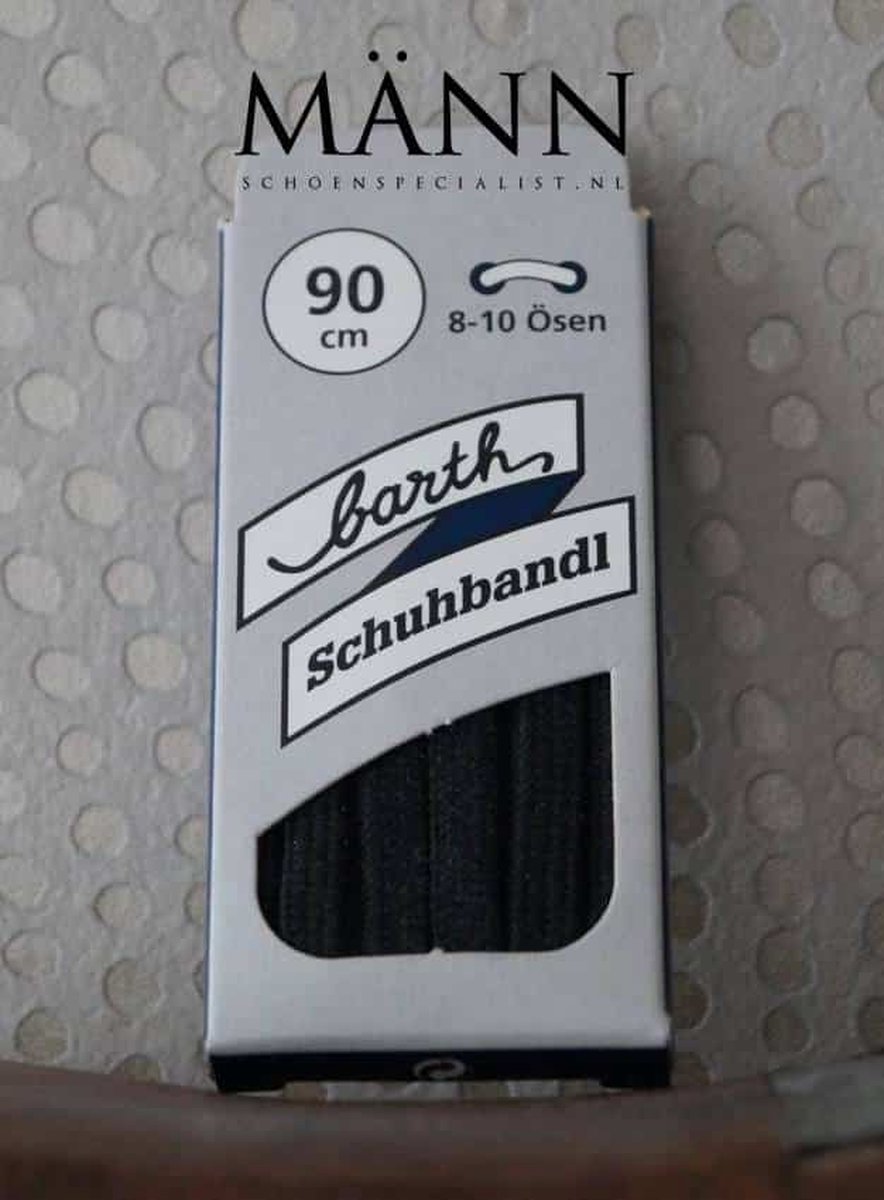 MÄNN
SCHOENSPECIALIST.NL
90
cm
8-10 Ösen
barth
Schuhbandl